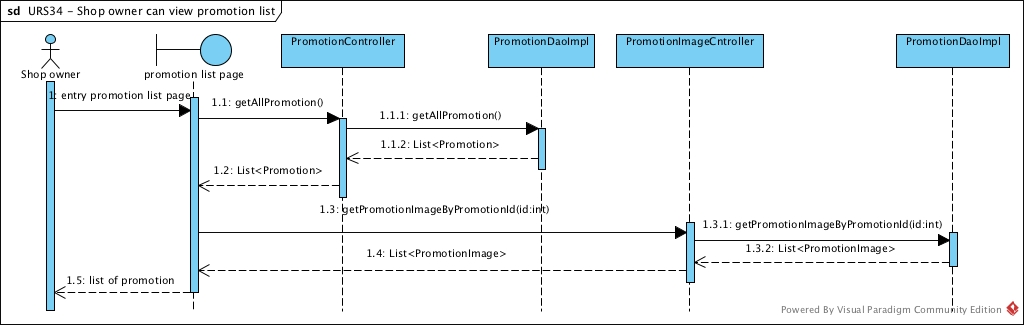 sd URS34 - Shop owner can view promotion list
Shop owner
promotion list page
PromotionController
PromotionDaoImpl
PromotionImageCntroller
PromotionDaoImpl
1: entry promotion list page
1.1: getAllPromotion()
1.1.1: getAllPromotion()
1.1.2: List<Promotion>
1.2: List<Promotion>
1.3: getPromotionImageByPromotionId(id:int)
1.3.1: getPromotionImageByPromotionId(id:int)
1.3.2: List<PromotionImage>
1.4: List<PromotionImage>
1.5: list of promotion
Powered By Visual Paradigm Community Edition